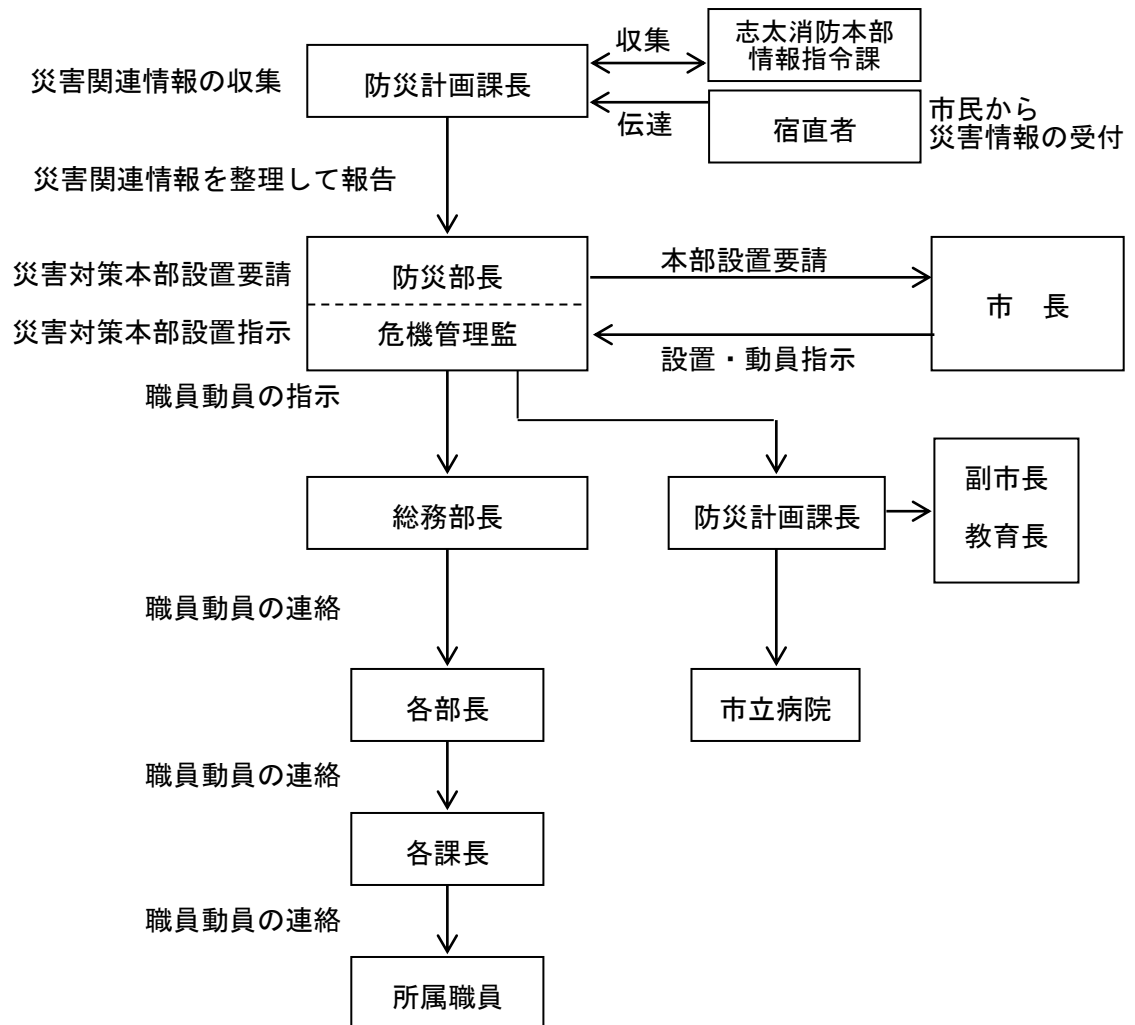 収集
志太消防本部
情報指令課
災害関連情報の収集
防災計画課長
伝達
宿直者
市民から
災害情報の受付
災害関連情報を整理して報告
災害対策本部設置要請
防災部長
本部設置要請
市　長
災害対策本部設置指示
危機管理監
設置・動員指示
職員動員の指示
総務部長
防災計画課長
副市長
教育長
職員動員の連絡
各部長
市立病院
職員動員の連絡
各課長
職員動員の連絡
所属職員